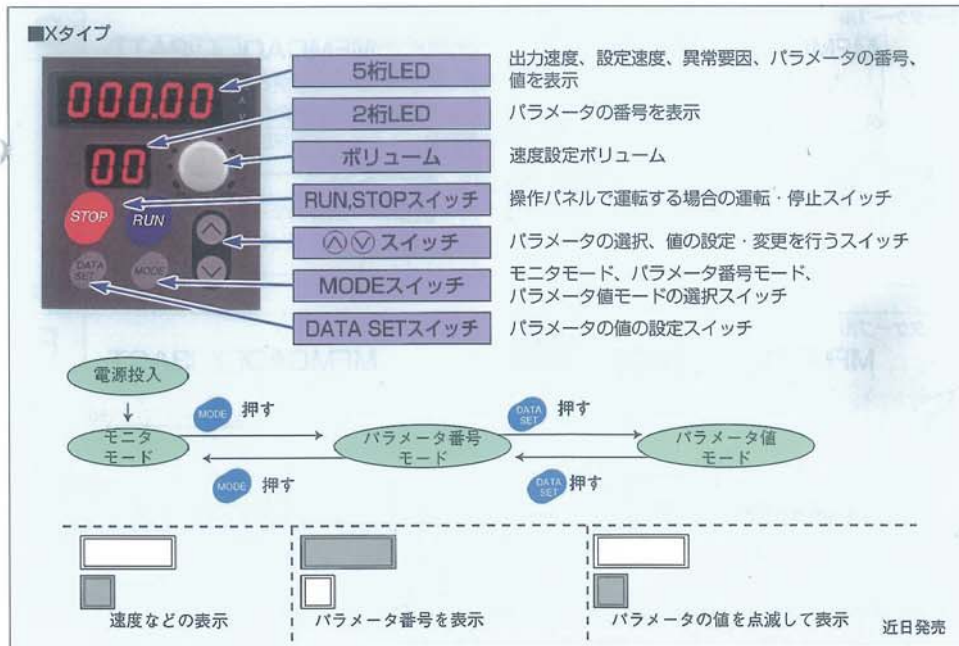 ■Xタイプ
000.00
00
STOP
RUN
DATA SET
MODE
5桁LED
出力速度、設定速度、異常要因、パラメータの番号、
値を表示
2桁LED
パラメータの番号を表示
ボリューム
速度設定ボリューム
RUN,STOPスイッチ
操作パネルで運転する場合の運転・停止スイッチ
スイッチ
パラメータの選択、値の設定・変更を行うスイッチ
MODEスイッチ
モニタモード、パラメータ番号モード、
パラメータ値モードの選択スイッチ
DATA SETスイッチ
パラメータの値の設定スイッチ
電源投入
MODE 押す
DATA SET 押す
モニタ
モード
パラメータ番号
モード
パラメータ値
モード
MODE 押す
DATA SET 押す
速度などの表示
パラメータ番号を表示
パラメータの値を点滅して表示
近日発売